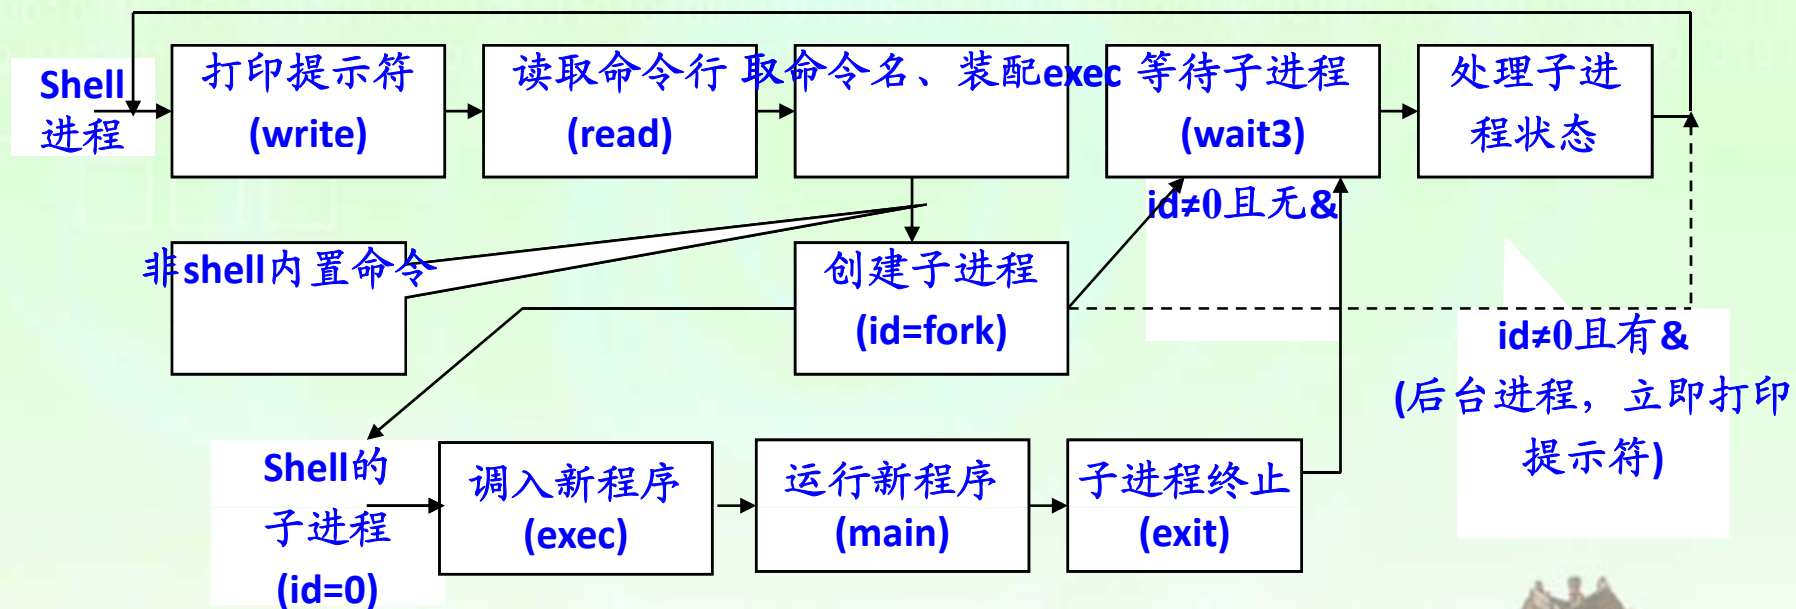 Shell
进程
打印提示符
(write)
读取命令行
(read)
取命令名、装配exec
等待子进程
(wait3)
处理子进
程状态
id≠0且无&
非shell内置命令
创建子进程
(id=fork)
id≠0且有&
(后台进程，立即打印
提示符)
Shell的
子进程
(id=0)
调入新程序
(exec)
运行新程序
(main)
子进程终止
(exit)